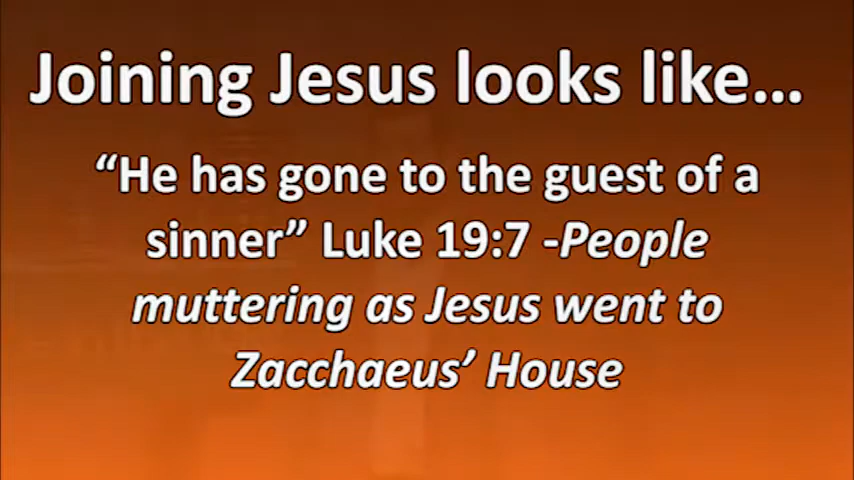 Joining Jesus looks like…
“He has gone to the guest of a
sinner” Luke 19:7 -People
muttering as Jesus went to
Zacchaeus’ House